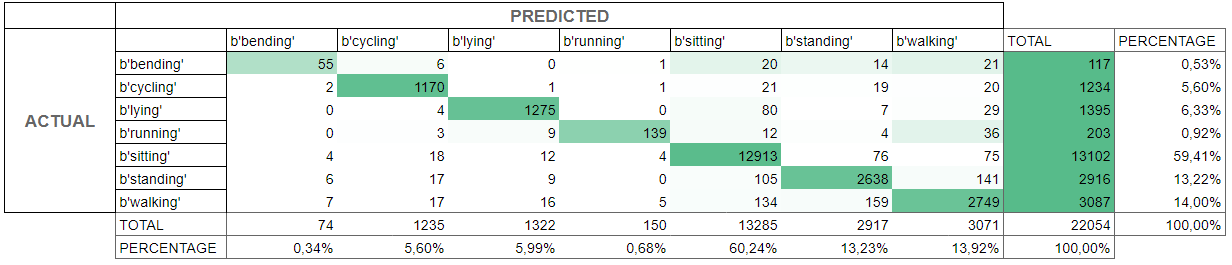 PREDICTED
b'bending' b'cycling' b'lying' b'running' b'sitting' b'standing' b'walking' TOTAL PERCENTAGE
ACTUAL
b'bending' 55 6 0 1 20 14 21 117 0,53%
b'cycling' 2 1170 1 1 21 19 20 1234 5,60%
b'lying' 0 4 1275 0 80 7 29 1395 6,33%
b'running' 0 3 9 139 12 4 36 203 0,92%
b'sitting' 4 18 12 4 12913 76 75 13102 59,41%
b'standing' 6 17 9 0 105 2638 141 2916 13,22%
b'walking' 7 17 16 5 134 159 2749 3087 14,00%
TOTAL 74 1235 1322 150 13285 2917 3071 22054 100,00%
PERCENTAGE 0,34% 5,60% 5,99% 0,68% 60,24% 13,23% 13,92% 100,00%